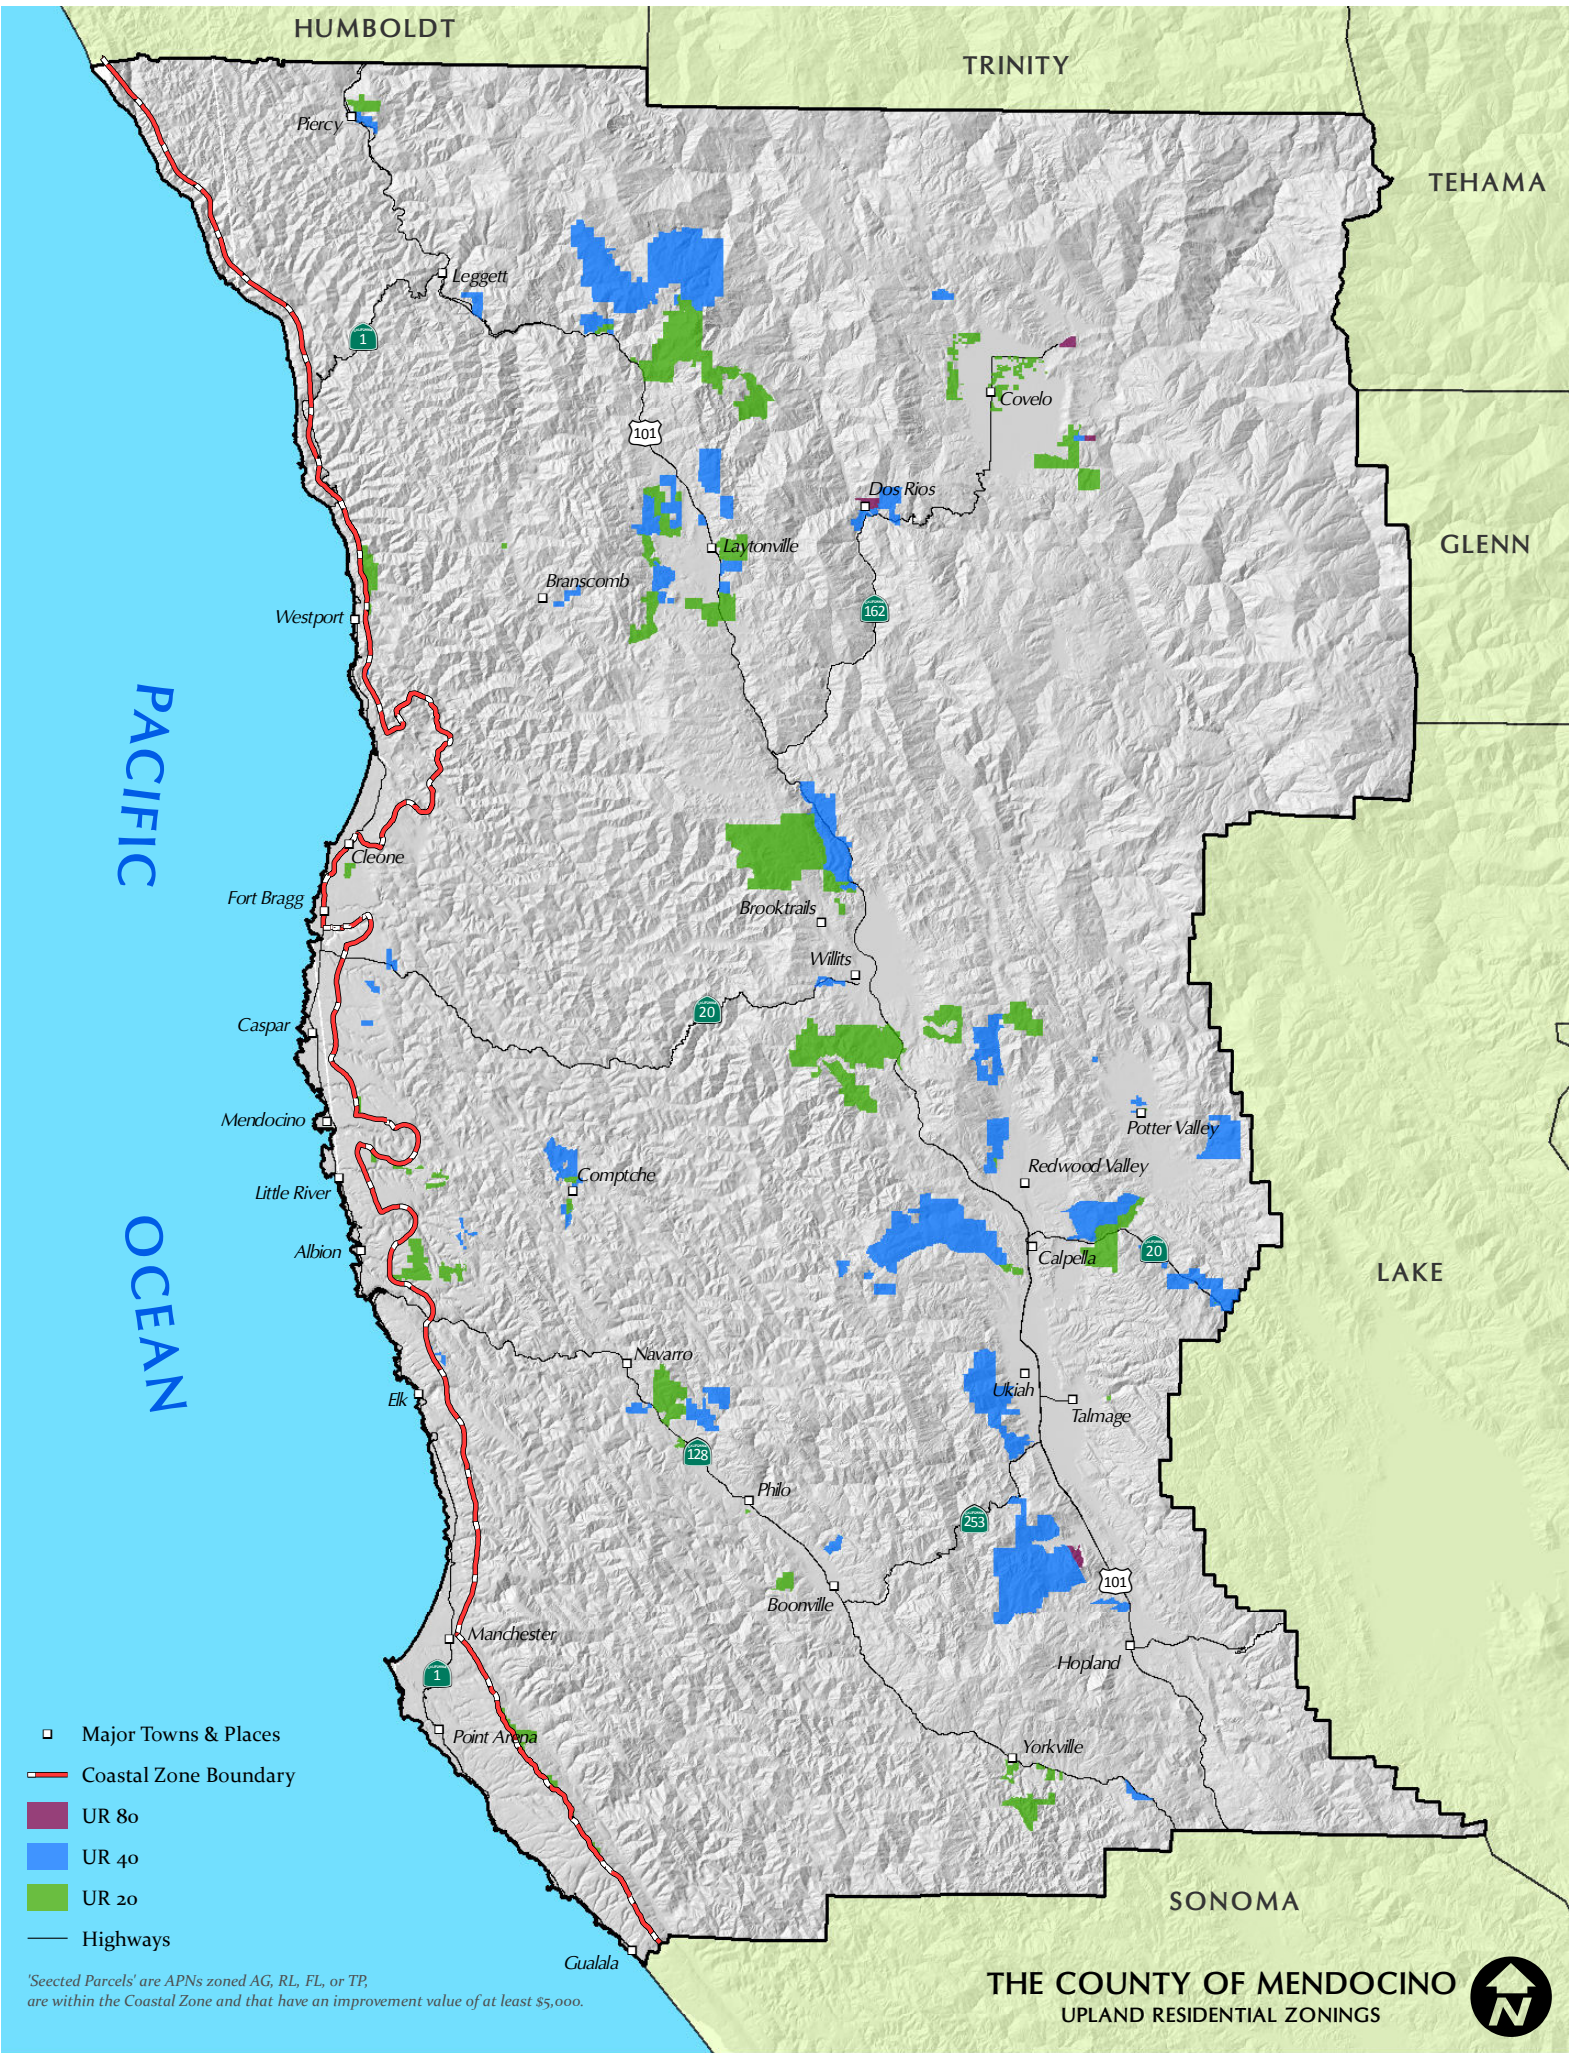 HUMBOLDT
TRINITY
TEHAMA
Piercy
Leggett
1
Covelo
101
Dos Rios
GLENN
Laytonville
Branscomb
162
Westport
PACIFIC
Cleone
Fort Bragg
Brooktrails
Willits
20
Caspar
Mendocino
Potter Valley
Redwood Valley
Comptche
Little River
OCEAN
Albion
Calpella
20
LAKE
Navarro
Ukiah
Elk
Talmage
128
Philo
253
101
Boonville
Manchester
Hopland
1
Point Arena
Yorkville
Major Towns & Places
Coastal Zone Boundary
UR 80
UR 40
UR 20
Highways
SONOMA
Gualala
'Seected Parcels' are APNs zoned AG, RL, FL, or TP,
are within the Coastal Zone and that have an improvement value of at least $5,000.
THE COUNTY OF MENDOCINO
UPLAND RESIDENTIAL ZONINGS
N